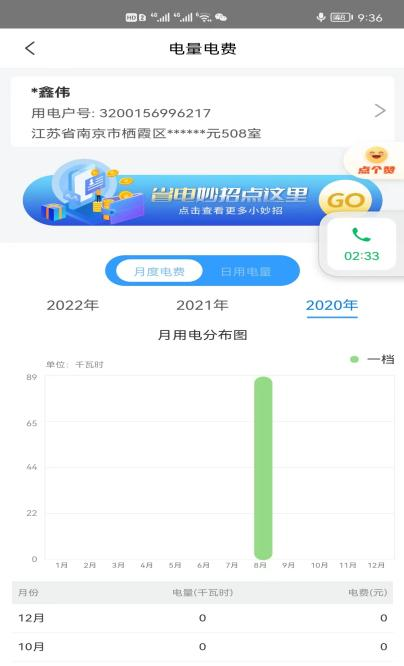 HD 2 4G 4G 6 48 9:36
电量电费
*鑫伟
用电户号: 3200156996217
江苏省南京市栖霞区******元508室
点个赞
省电妙招点这里
GO
点击查看更多小妙招
02:33
月度电费 日用电量
2022年 2021年 2020年
月用电分布图
单位：千瓦时 一档
89
65
44
22
0
1月 2月 3月 4月 5月 6月 7月 8月 9月 10月 11月 12月
月份 电量(千瓦时) 电费(元)
12月 0 0
10月 0 0